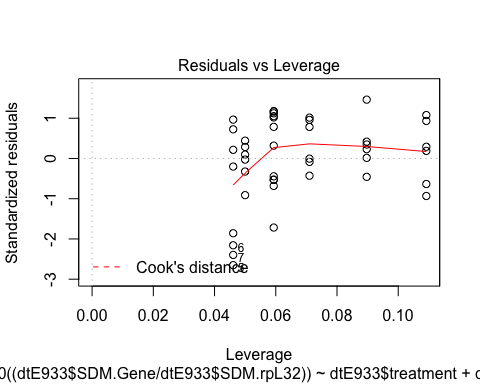 Residuals vs Leverage
Standardized residuals
1
0
-1
-2
-3
6
7
Cook's distance
0.00 0.02 0.04 0.06 0.08 0.10
Leverage
0((dtE933$SDM.Gene/dtE933$SDM.rpL32)) ~ dtE933$treatment + c